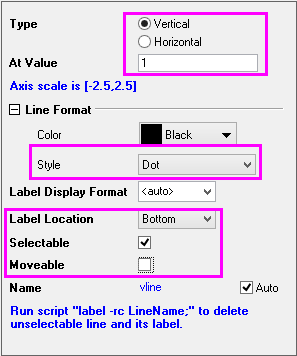 Type
Vertical
Horizontal
At Value
1
Axis scale is [-2.5,2.5]
Line Format
Color
Black
Style
Dot
Label Display Format
<auto>
Label Location
Bottom
Selectable
Moveable
Name
vline
Auto
Run script "label -rc LineName;" to delete
unselectable line and its label.